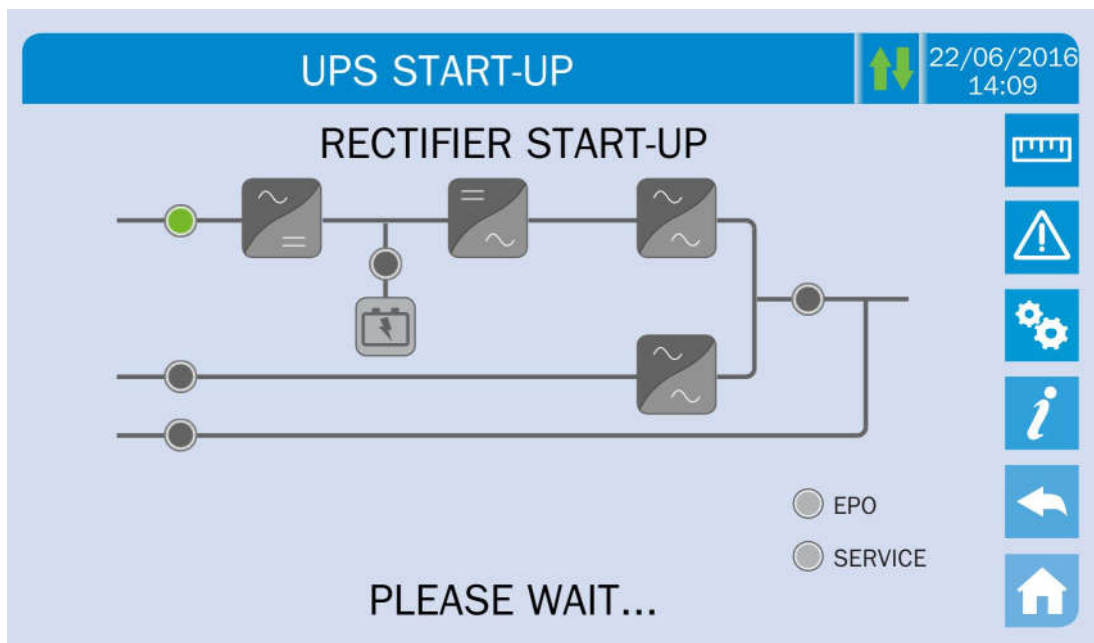 UPS START-UP
22/06/2016
14:09
RECTIFIER START-UP
EPO
SERVICE
PLEASE WAIT...